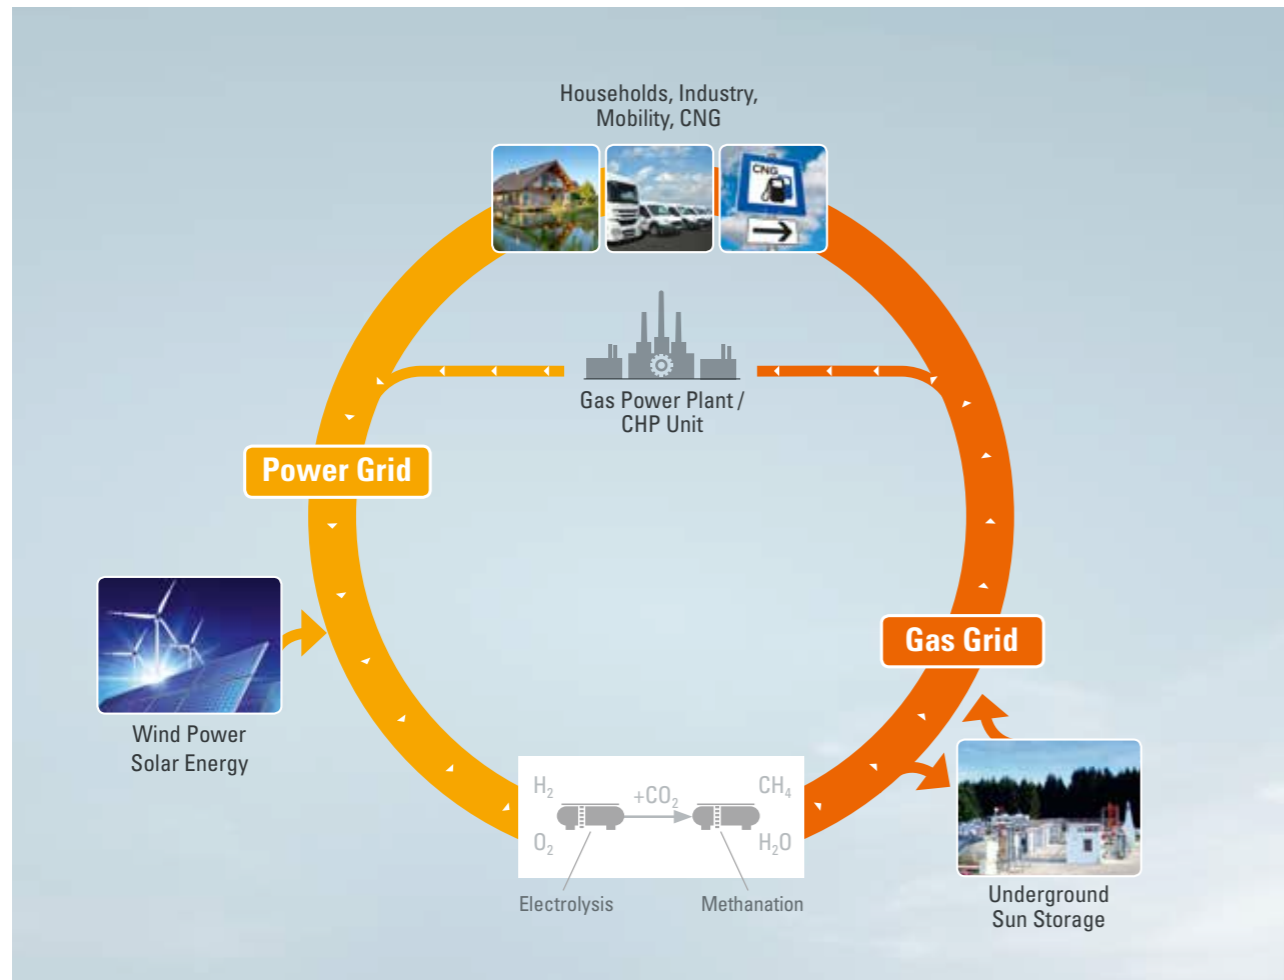 Households, Industry,
Mobility, CNG
CNG
Gas Power Plant /
CHP Unit
Power Grid
Gas Grid
Wind Power
Solar Energy
H₂
+CO₂
CH₄
O₂
H₂O
Electrolysis
Methanation
Underground
Sun Storage